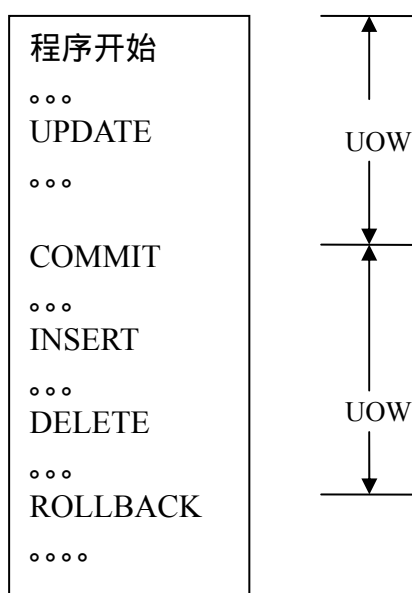 程序开始
。。。
UPDATE
。。。
COMMIT
。。。
INSERT
。。。
DELETE
。。。
ROLLBACK
。。。。
UOW
UOW